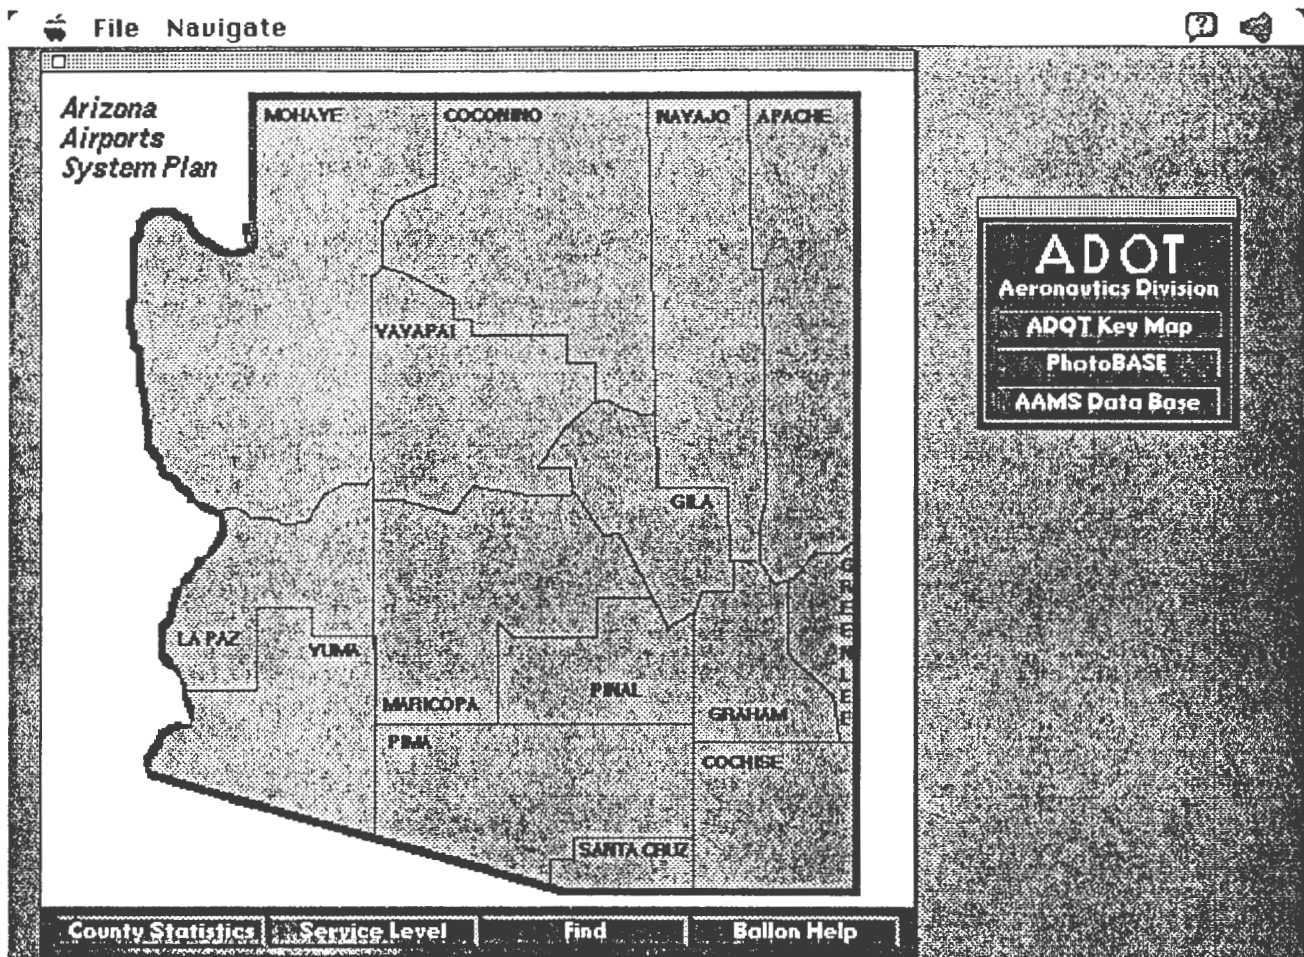 File Navigate
Arizona
Airports
System Plan
MOHAVE COCONINO NAVAJO APACHE
ADOT
Aeronautics Division
ADOT Key Map
YAVAPAI
PhotoBASE
AAMS Data Base
GILA
GREENLEE
LA PAZ
YUMA
PINAL
MARICOPA
GRAHAM
PIMA
COCHISE
SANTA CRUZ
County Statistics Service Level Find Ballon Help